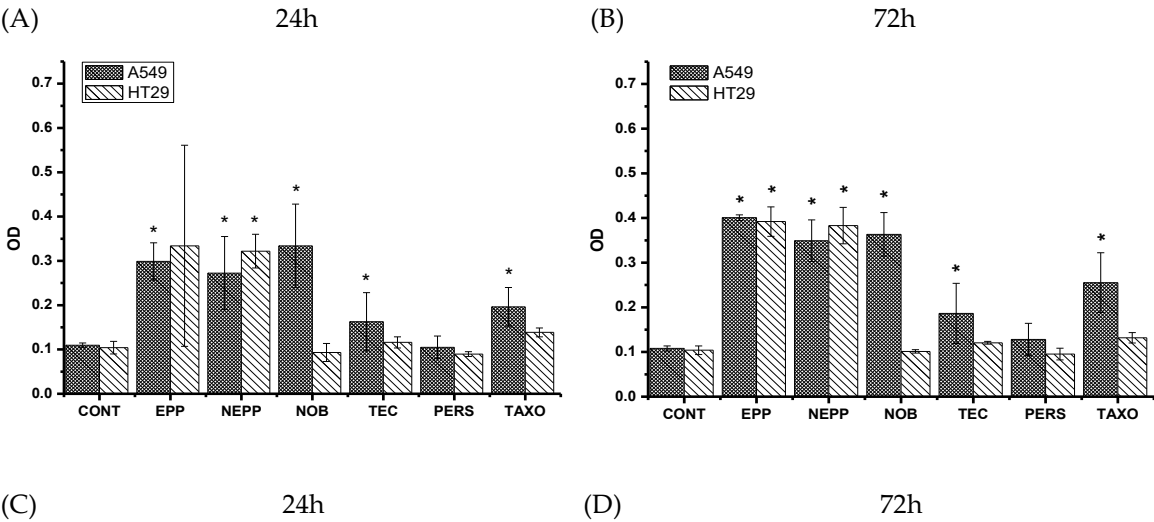 (A) 24h
(B) 72h
0.7
0.6
0.5
0.4
0.3
0.2
0.1
0.0
OD
A549
HT29
*
*
*
*
*
*
CONT EPP NEPP NOB TEC PERS TAXO
0.7
0.6
0.5
0.4
0.3
0.2
0.1
0.0
OD
A549
HT29
*
*
*
*
*
*
*
CONT EPP NEPP NOB TEC PERS TAXO
(C) 24h
(D) 72h